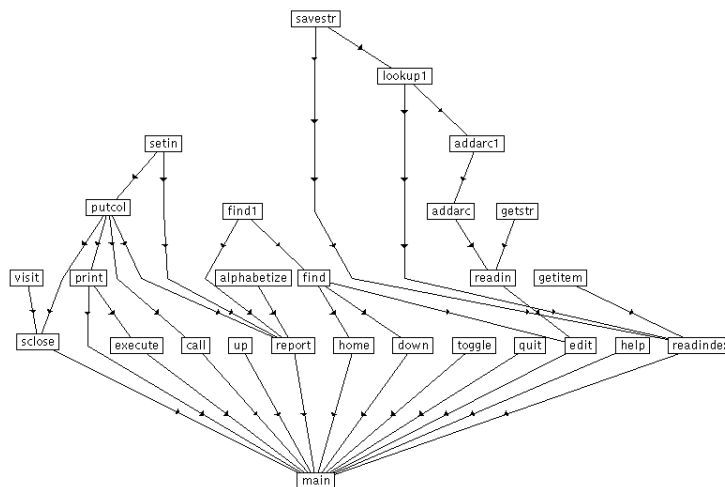 savestr
lookup1
setin
addarc1
putcol
find1
addarc
getstr
visit
print
alphabetize
find
readin
getitem
sclose
execute
call
up
report
home
down
toggle
quit
edit
help
readindex
main